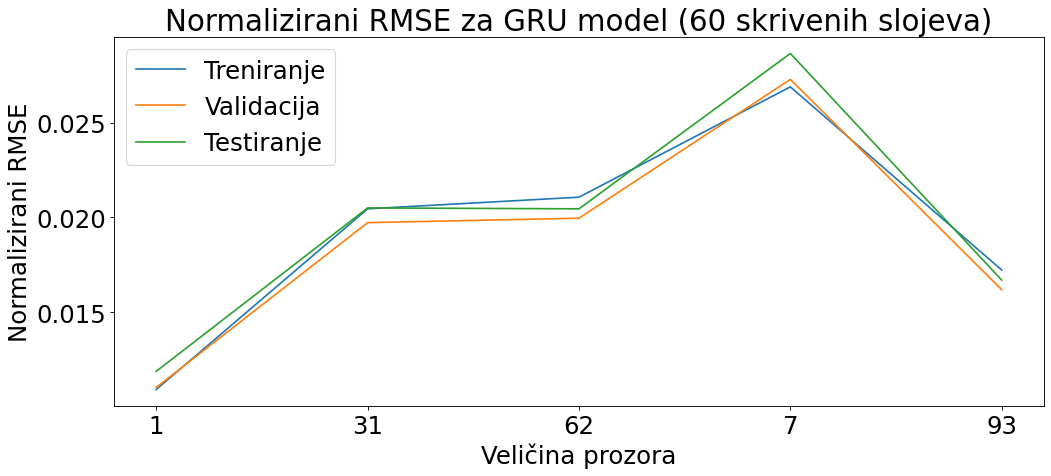 Normalizirani RMSE za GRU model (60 skrivenih slojeva)
Treniranje
Validacija
Testiranje
Normalizirani RMSE
0.025
0.020
0.015
1 31 62 7 93
Veličina prozora